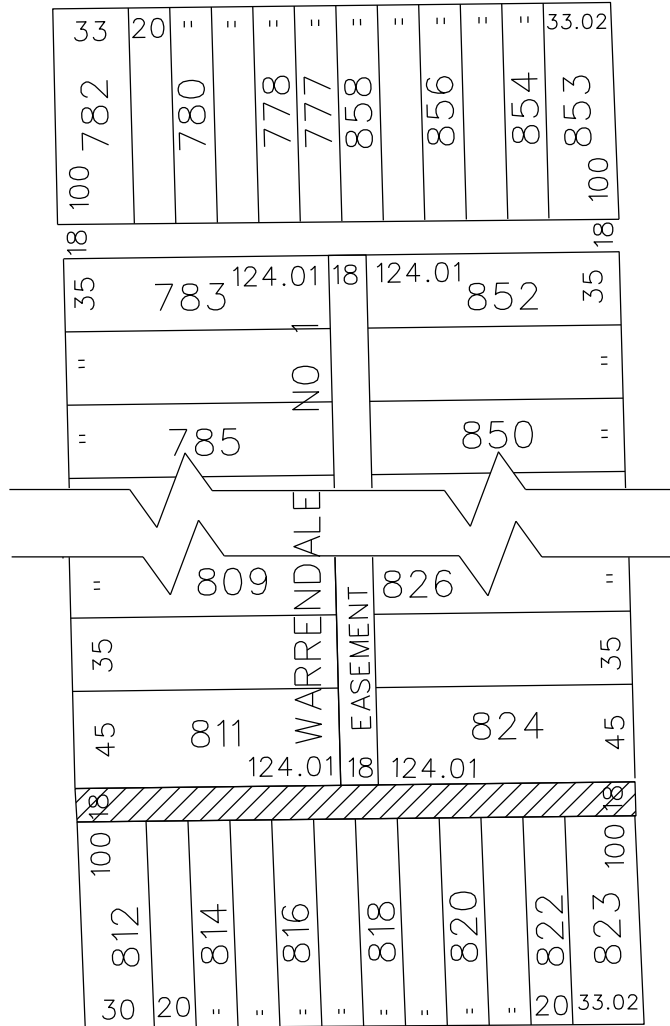 33 20 " " " " " " " " " 33.02
782 780 778 777 858 856 854 853
100 100
18 18
35 783 124.01 18 124.01 852 35
" "
" 785 850 "
WARRENDALE NO 1
" 809 826 "
EASEMENT
35 35
45 811 824 45
124.01 18 124.01
18 18
100 100
812 814 816 818 820 822 823
30 20 " " " " " " " " 20 33.02